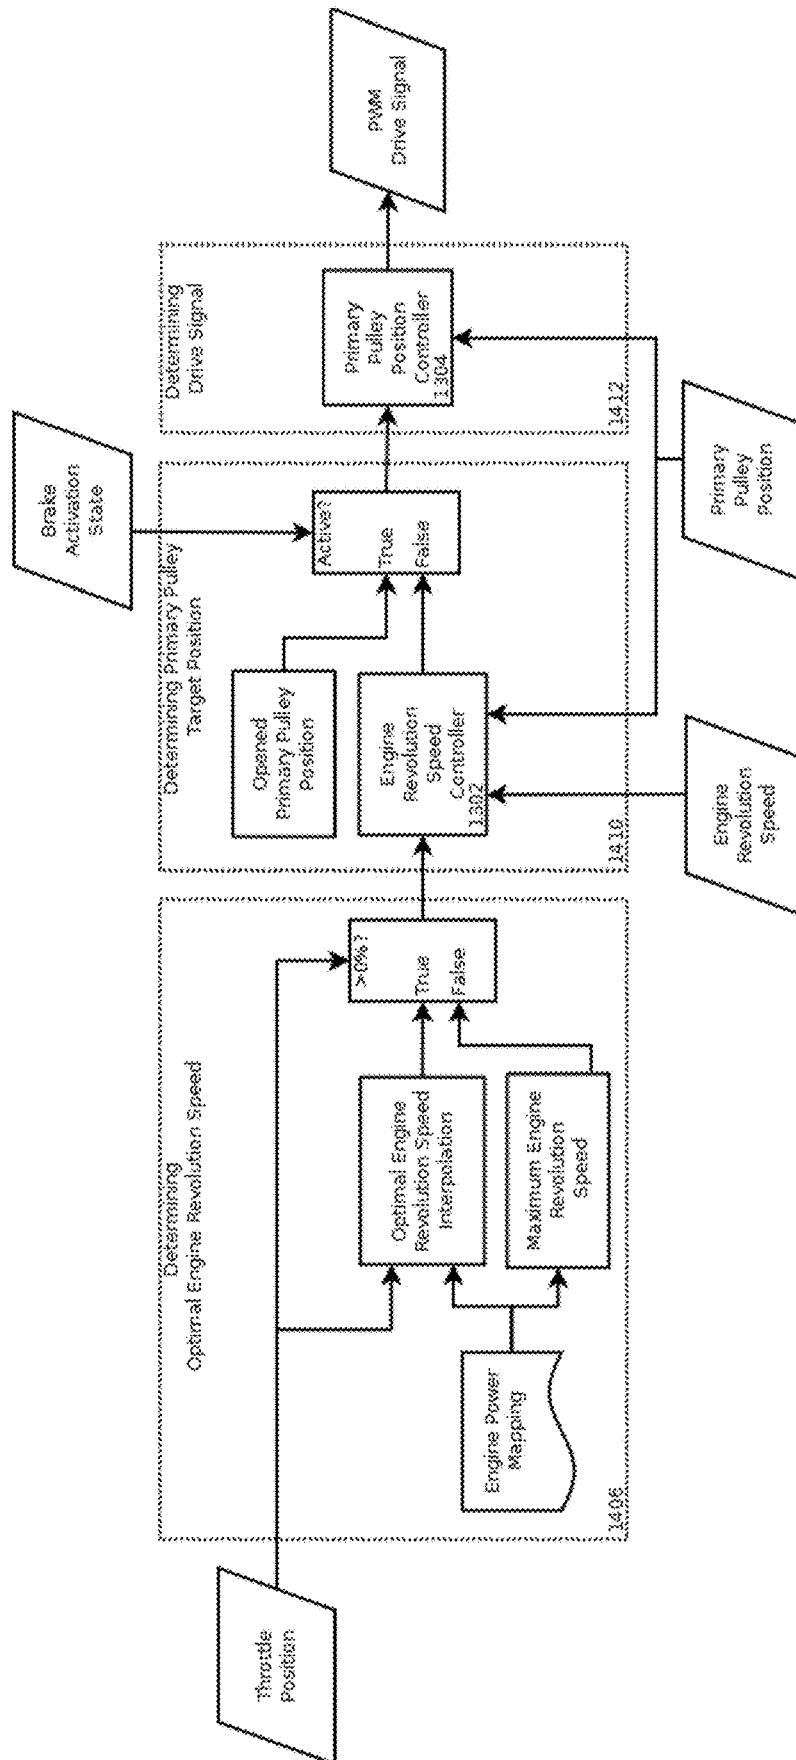 Throttle
Position
Determining
Optimal Engine Revolution Speed
Engine Power
Mapping
Optimal Engine
Revolution Speed
Interpolation
Maximum Engine
Revolution
Speed
>0%?
True
False
1406
Determining Primary Pulley
Target Position
Opened
Primary Pulley
Position
Engine
Revolution
Speed
Controller
1302
Active?
True
False
1410
Brake
Activation
State
Engine
Revolution
Speed
Determining
Drive Signal
Primary
Pulley
Position
Controller
1304
1412
Primary
Pulley
Position
PWM
Drive Signal